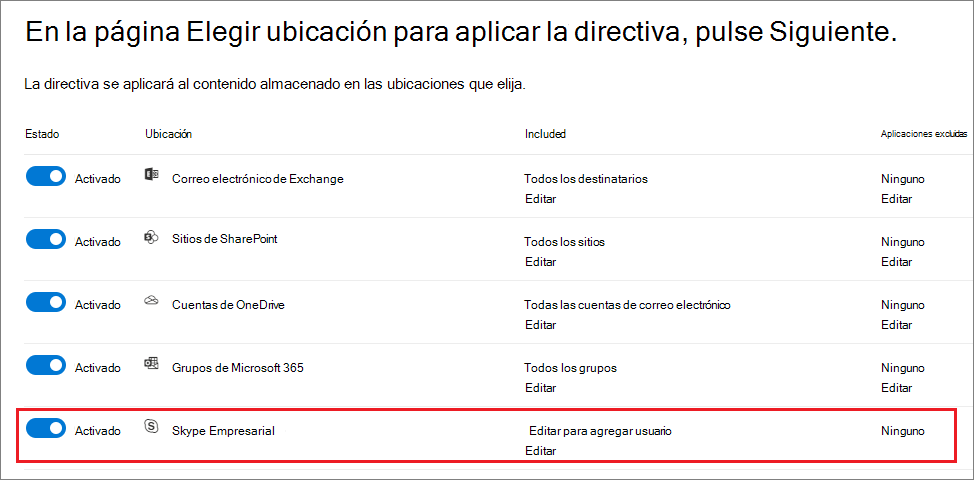 En la página Elegir ubicación para aplicar la directiva, pulse Siguiente.
La directiva se aplicará al contenido almacenado en las ubicaciones que elija.
Estado Ubicación Included Aplicaciones excluidas
Activado Correo electrónico de Exchange Todos los destinatarios Ninguno
Editar Editar
Activado Sitios de SharePoint Todos los sitios Ninguno
Editar Editar
Activado Cuentas de OneDrive Todas las cuentas de correo electrónico Ninguno
Editar Editar
Activado Grupos de Microsoft 365 Todos los grupos Ninguno
Editar Editar
Activado Skype Empresarial Editar para agregar usuario Ninguno
Editar